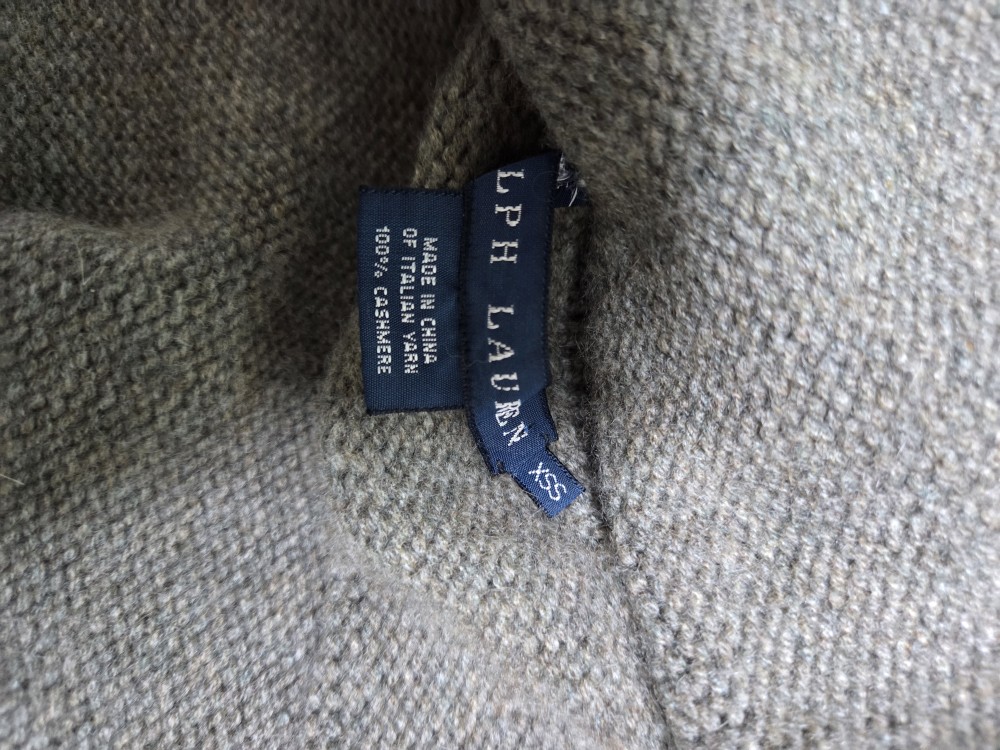 LPH LAUREN
XSS
MADE IN CHINA
OF ITALIAN YARN
100% CASHMERE